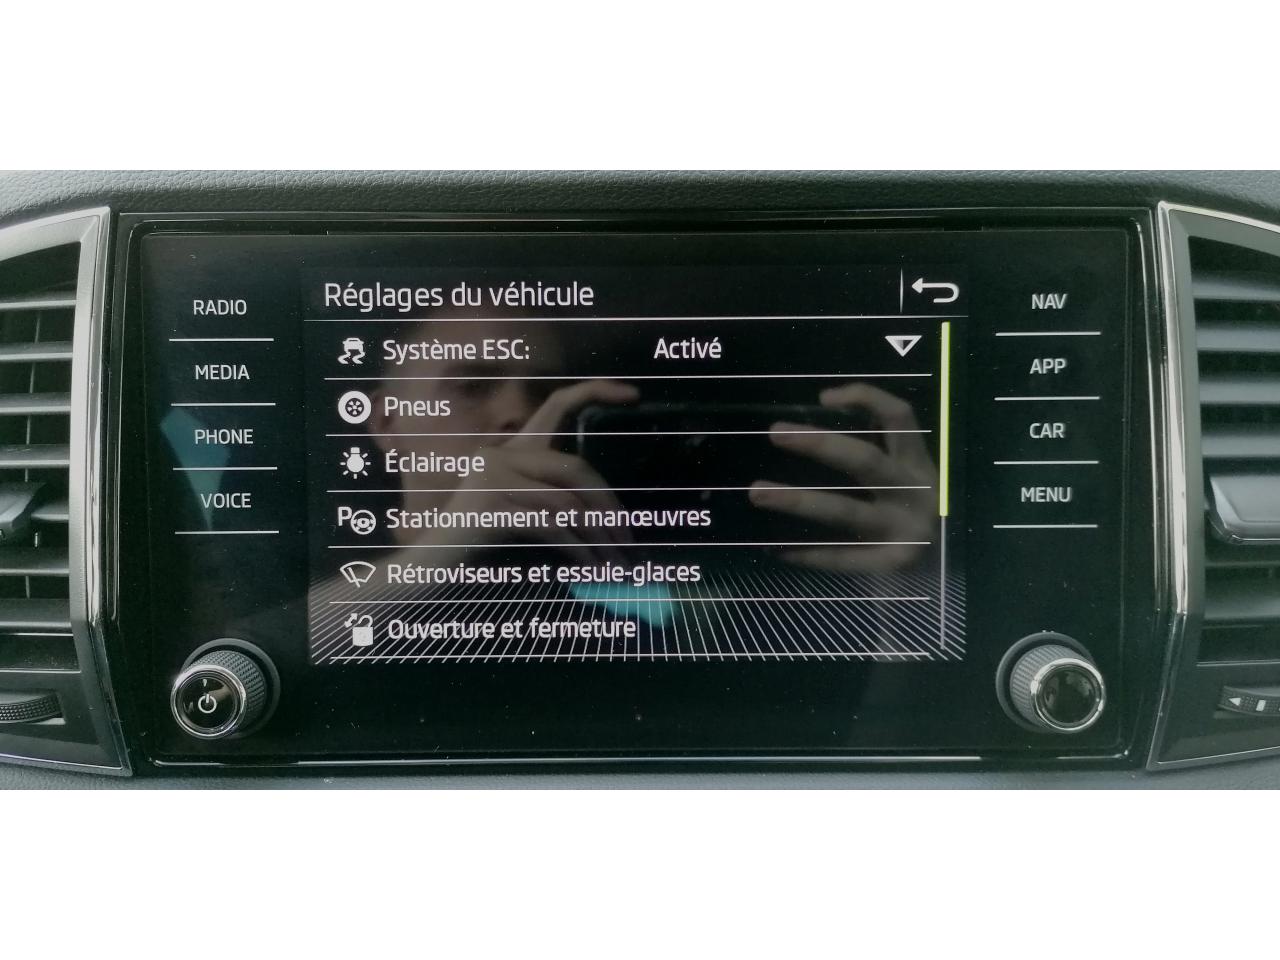 RADIO
MEDIA
PHONE
VOICE
Réglages du véhicule
Système ESC: Activé
Pneus
Éclairage
P Stationnement et manœuvres
Rétroviseurs et essuie-glaces
Ouverture et fermeture
NAV
APP
CAR
MENU